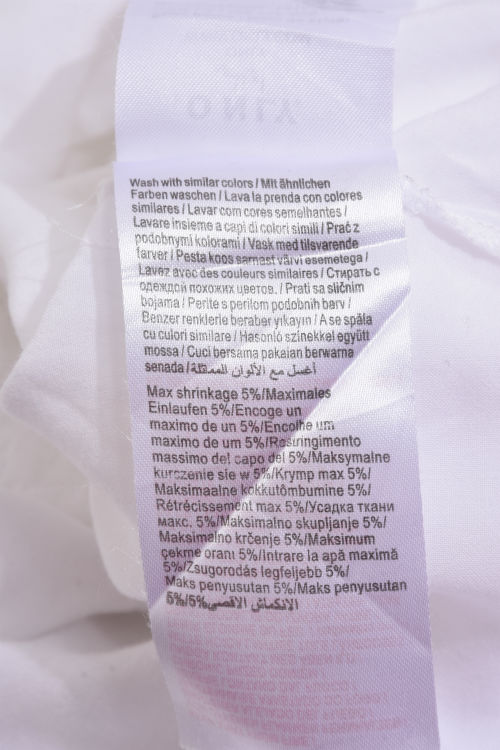 Wash with similar colors / Mit ähnlichen
Farben waschen / Lava la prenda con colores
similares / Lavar com cores semelhantes /
Lavare insieme a capi di colori simili / Prać z
podobnymi kolorami / Vask med tilsvarende
farver / Pesta koos sarnast värvi esemetega /
Lavez avec des couleurs similaires / Стирать с
одеждой похожих цветов. / Prati sa sličnim
bojama / Perite s perilom podobnih barv /
Benzer renklerle beraber yıkayın / A se spăla
cu culori similare / Hasonló színekkel együtt
mossa / Cuci bersama pakaian berwarna
senada / اغسل مع الألوان المماثلة
Max shrinkage 5%/Maximales
Einlaufen 5%/Encoge un
maximo de un 5%/Encolhe um
maximo de um 5%/Restringimento
massimo del capo del 5%/Maksymalne
kurczenie sie w 5%/Krymp max 5%/
Maksimaalne kokkutõmbumine 5%/
Rétrécissement max 5%/Усадка ткани
макс. 5%/Maksimalno skupljanje 5%/
Maksimalno krčenje 5%/Maksimum
çekme oranı 5%/Intrare la apă maximă
5%/Zsugorodás legfeljebb 5%/
Maks penyusutan 5%/Maks penyusutan
5%/5%الانكماش الاقصى